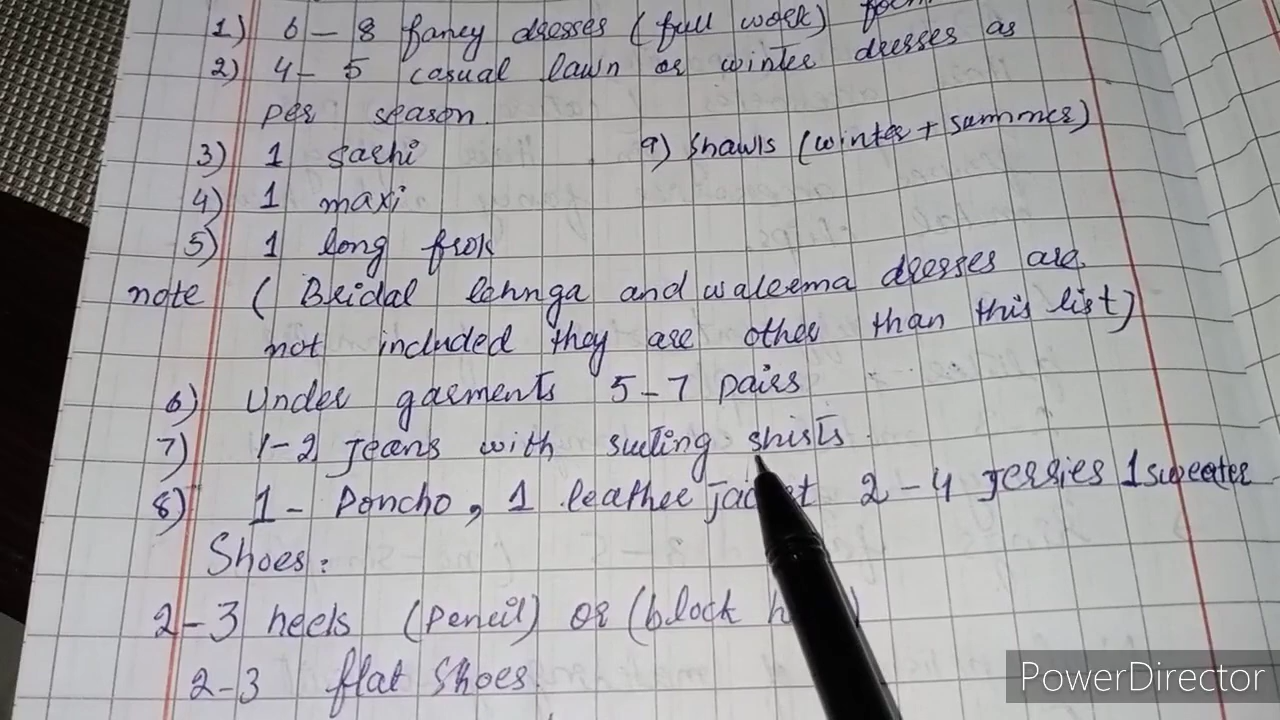 1) 6 - 8 fancy dresses (full work)
2) 4 - 5 casual lawn or winter dresses as
per season.
3) 1 sarhi
9) Shawls (winter + summer)
4) 1 maxi
5) 1 long frok
note ( Bridal lehnga and waleema dresses are
not included they are other than this list)
6) Under garments 5-7 pairs
7) 1-2 Jeans with suiting shirts.
8) 1- Poncho, 1 leather jacket 2-4 Jersies 1 sweater
Shoes:
2-3 heels (Pencil) or (block
2-3 flat Shoes.
PowerDirector